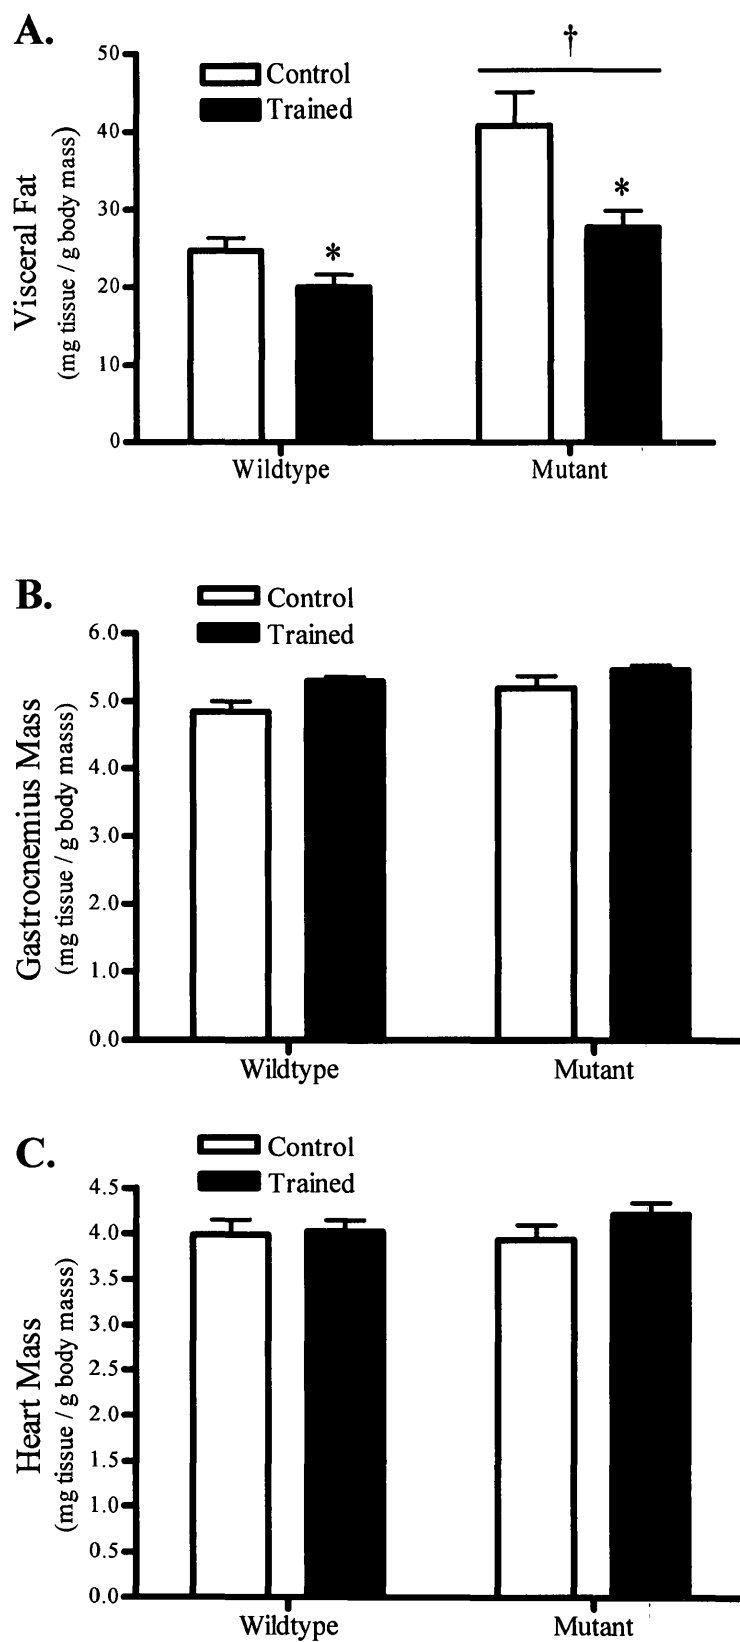 A.
50
40
30
20
10
0
Visceral Fat
(mg tissue / g body mass)
Control
Trained
†
*
*
Wildtype
Mutant
B.
Control
Trained
6.0
5.0
4.0
3.0
2.0
1.0
0.0
Gastrocnemius Mass
(mg tissue / g body masss)
Wildtype
Mutant
C.
Control
Trained
4.5
4.0
3.5
3.0
2.5
2.0
1.5
1.0
0.5
0.0
Heart Mass
(mg tissue / g body masss)
Wildtype
Mutant